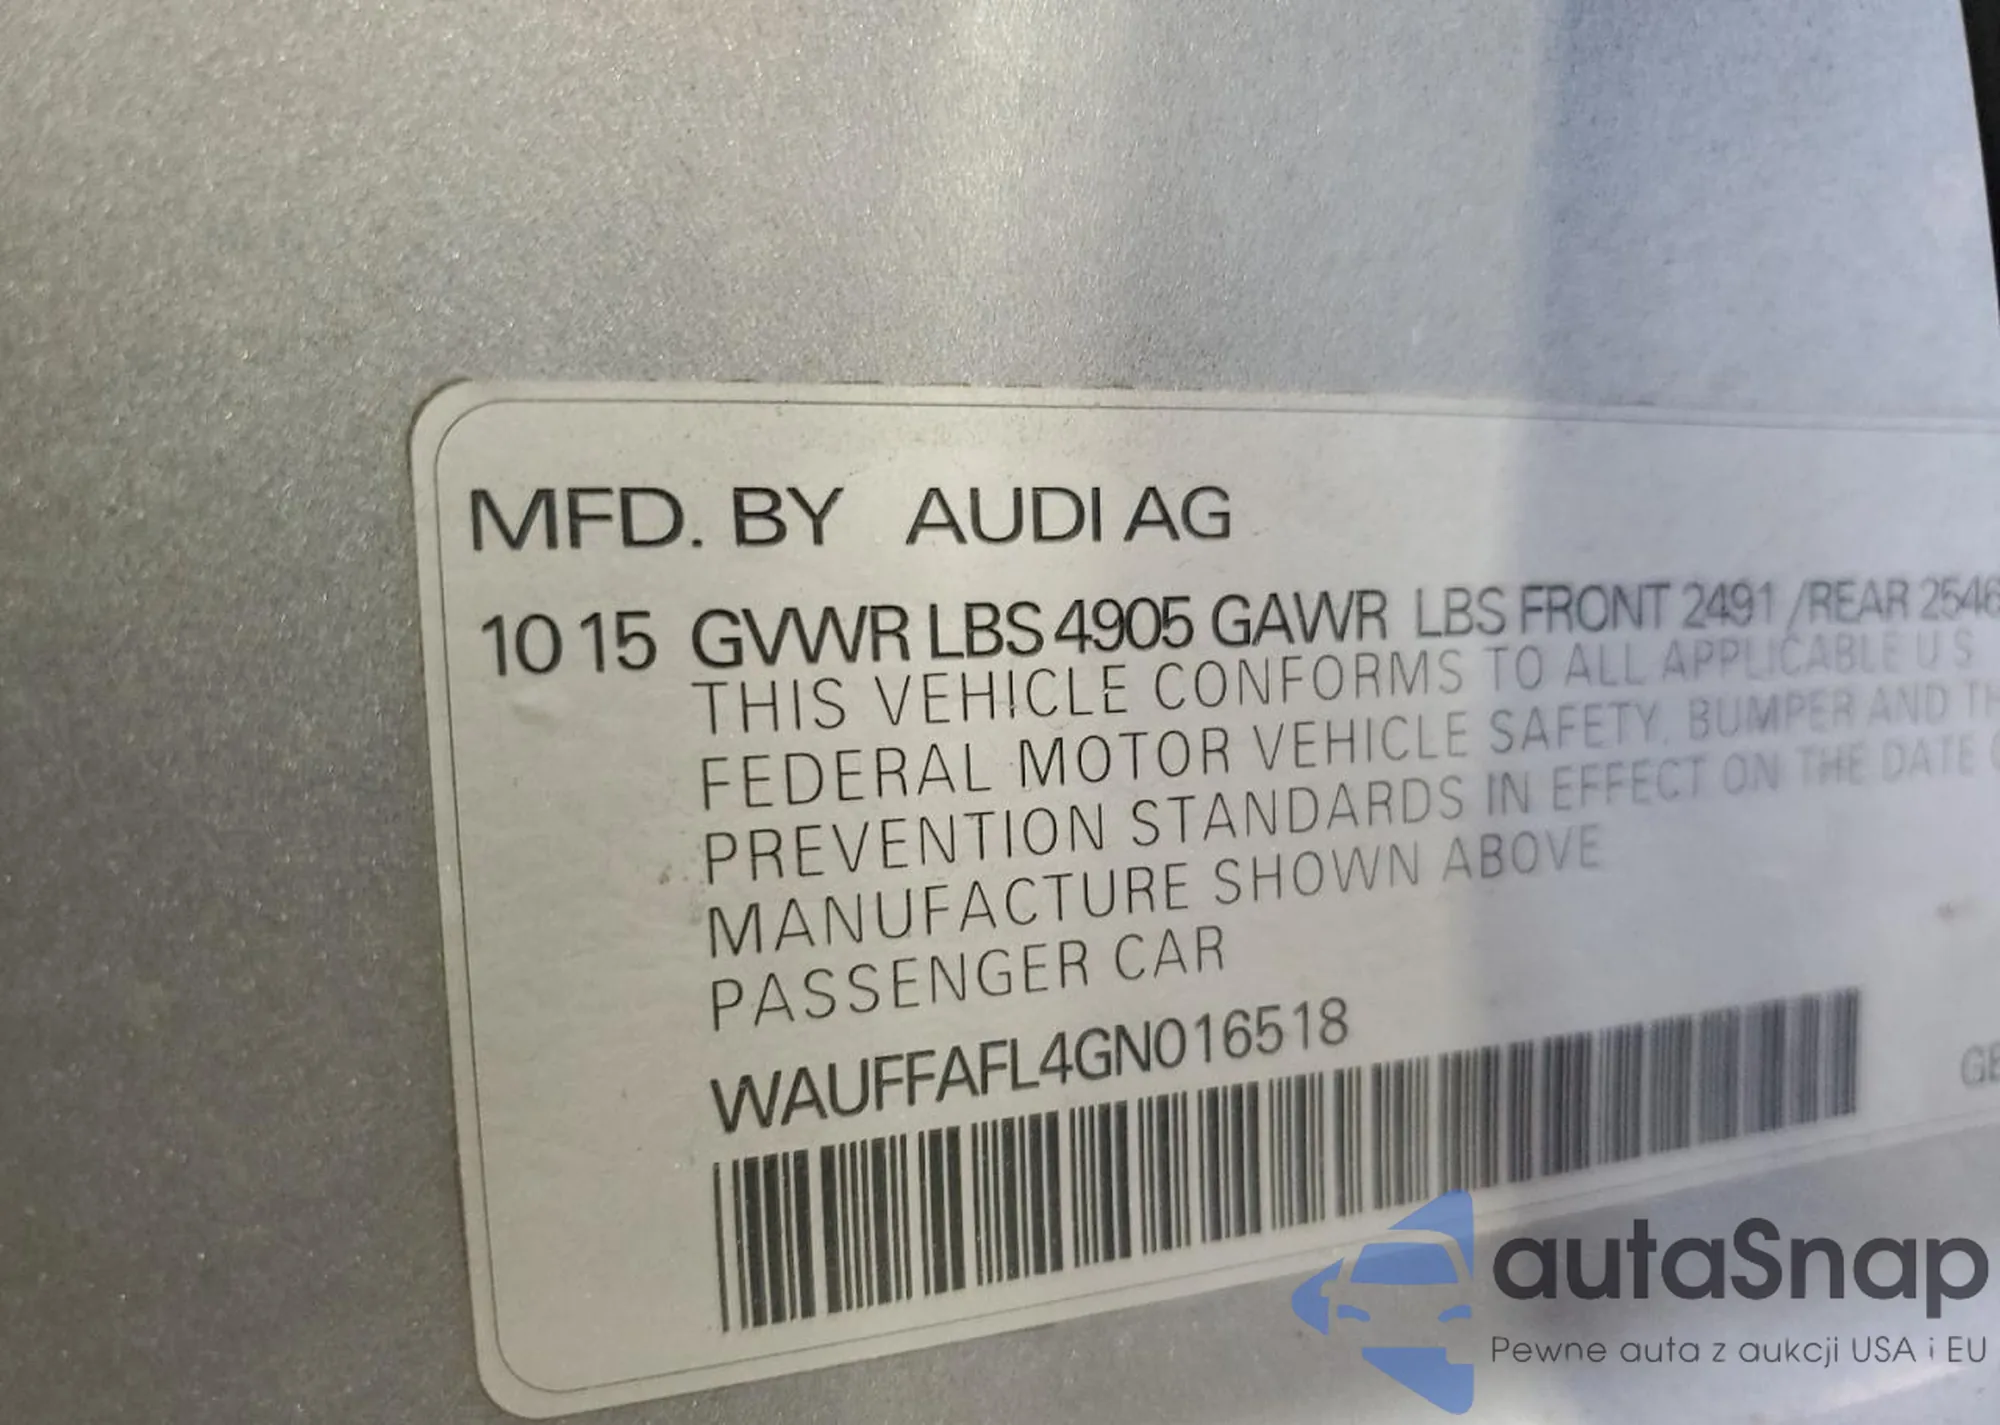 MFD. BY AUDI AG
10 15 GVWR LBS 4905 GAWR LBS FRONT 2491 /REAR 2546
THIS VEHICLE CONFORMS TO ALL APPLICABLE U S
FEDERAL MOTOR VEHICLE SAFETY, BUMPER AND TH
PREVENTION STANDARDS IN EFFECT ON THE DATE
MANUFACTURE SHOWN ABOVE
PASSENGER CAR
WAUFFAFL4GN016518
autaSnap
Pewne auta z aukcji USA i EU